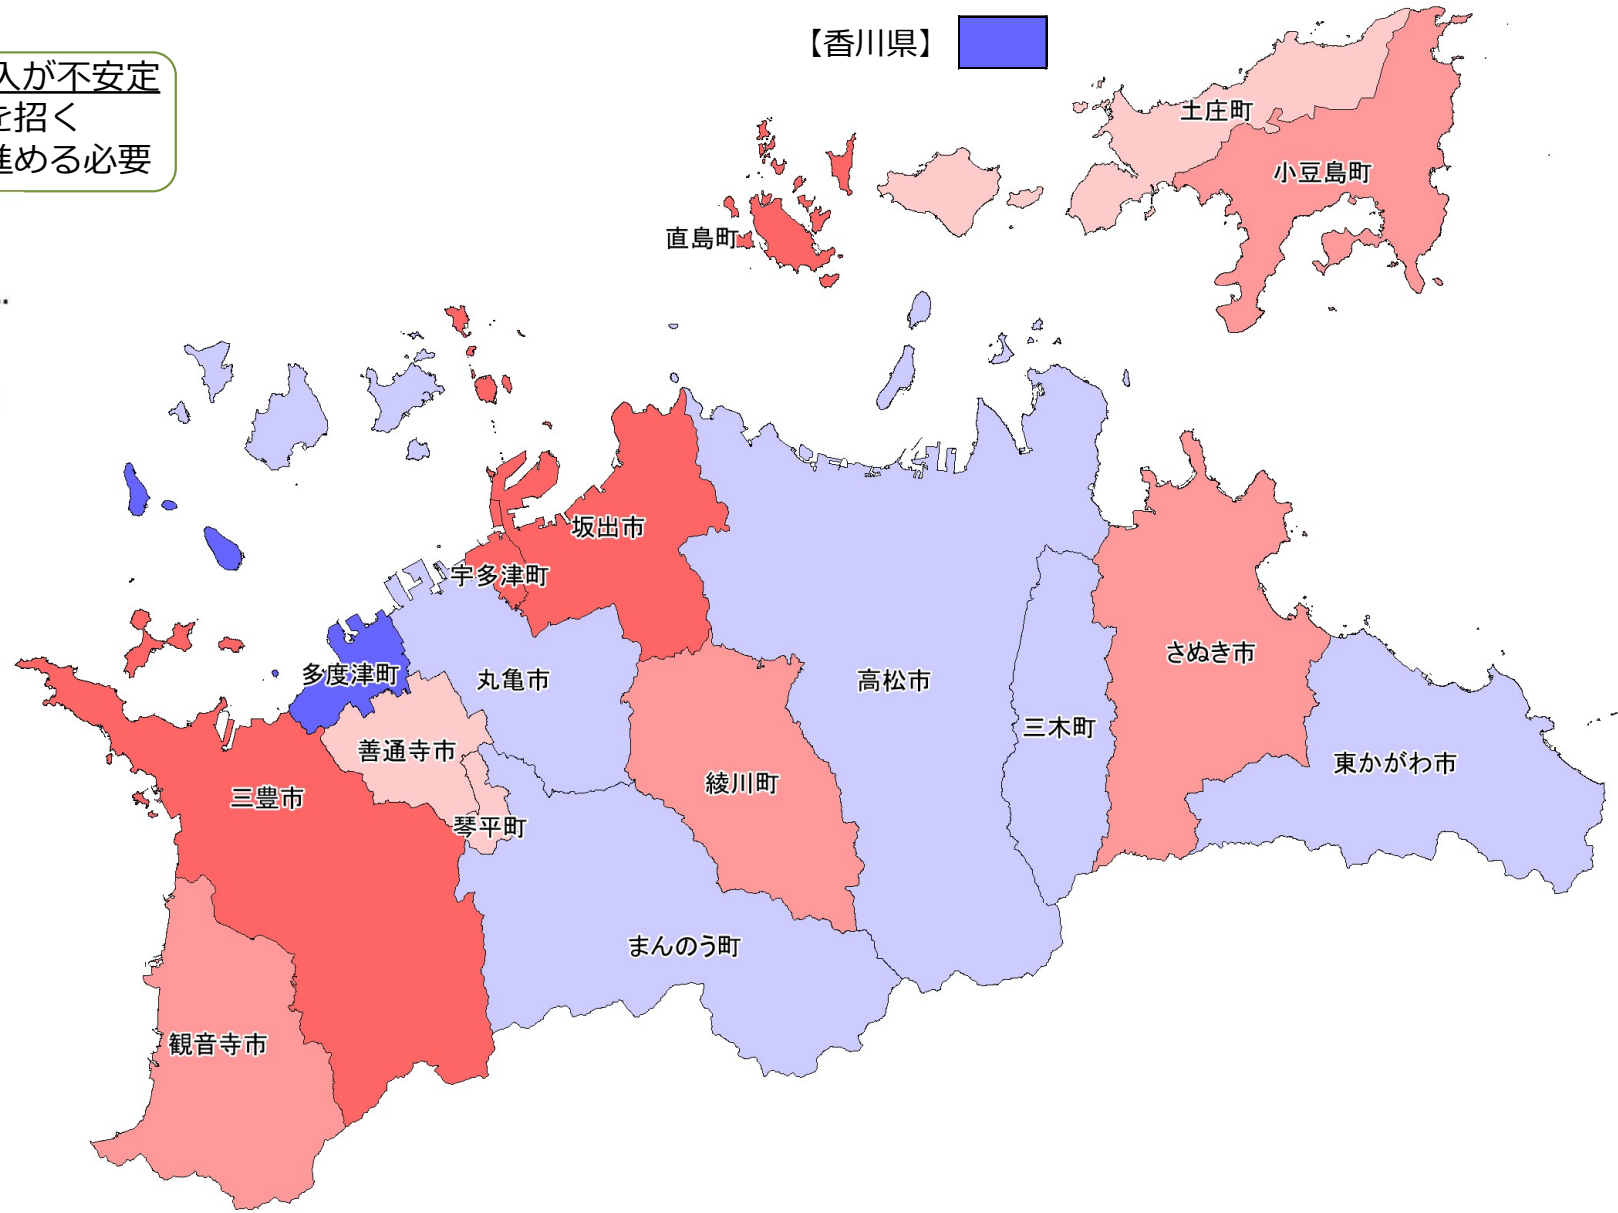 【香川県】
入が不安定
を招く
進める必要
土庄町
小豆島町
直島町
坂出市
宇多津町
さぬき市
多度津町
丸亀市
高松市
三木町
善通寺市
東かがわ市
綾川町
三豊市
琴平町
まんのう町
観音寺市